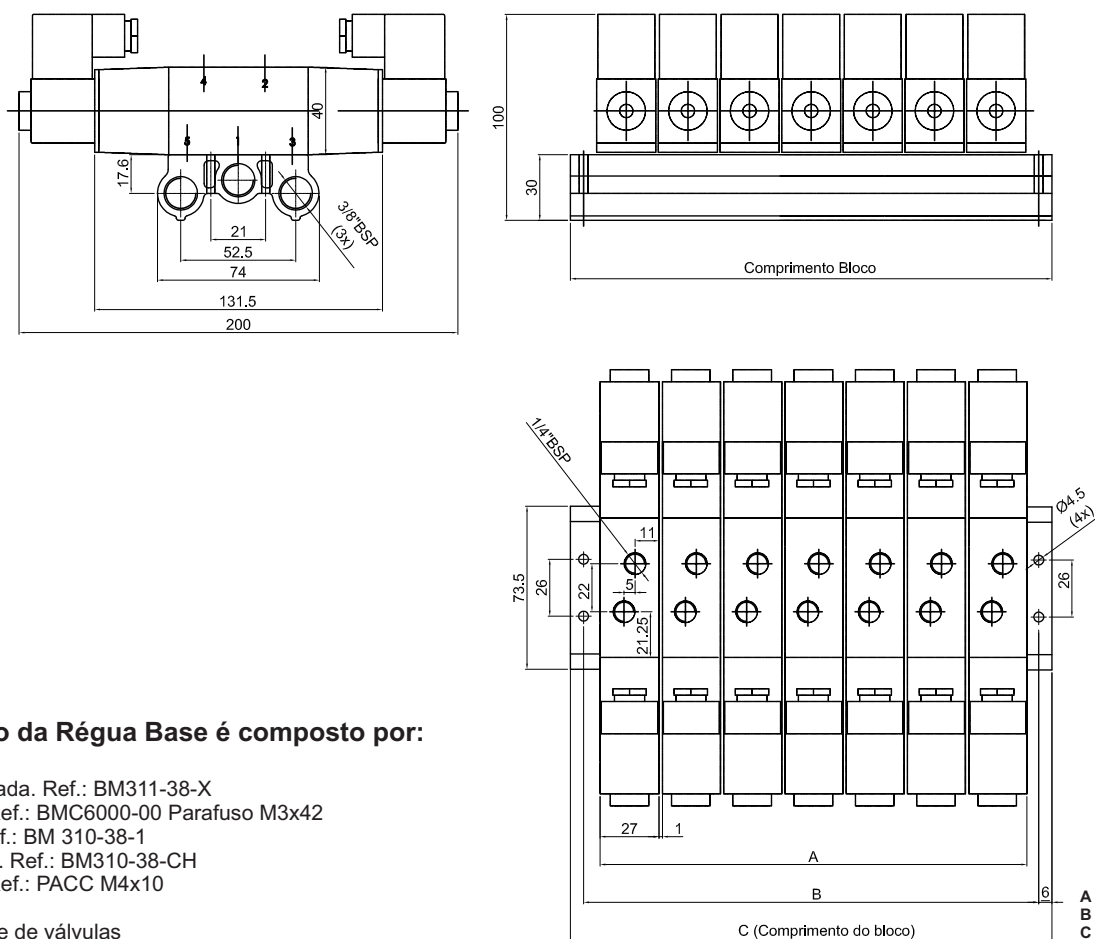 4
2
40
5
1
3
17.6
3/8"BSP
(3x)
21
52.5
74
131.5
200
100
30
Comprimento Bloco
1/4"BSP
Ø4.5
(4x)
11
73.5
26
22
5
21.25
26
27
1
A
B
6
C (Comprimento do bloco)
A
B
C
o da Régua Base é composto por:
ada. Ref.: BM311-38-X
ef.: BMC6000-00 Parafuso M3x42
f.: BM 310-38-1
. Ref.: BM310-38-CH
ef.: PACC M4x10
e de válvulas